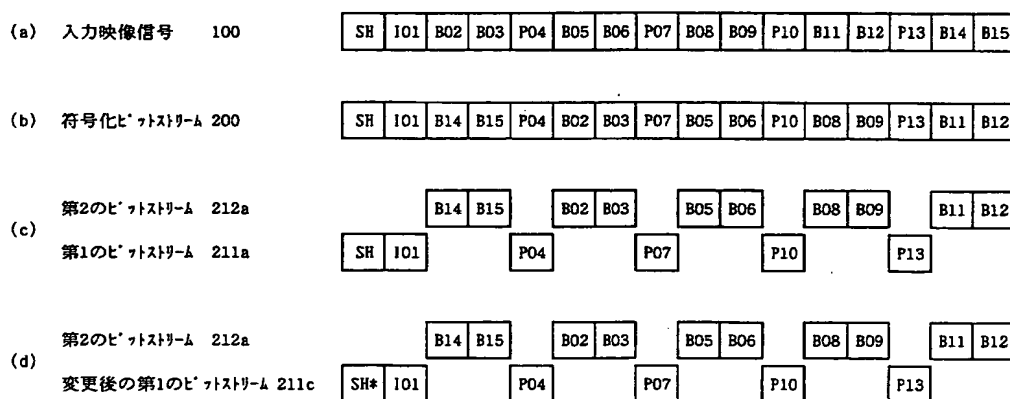 (a) 入力映像信号 100 SH I01 B02 B03 P04 B05 B06 P07 B08 B09 P10 B11 B12 P13 B14 B15
(b) 符号化ﾋﾞｯﾄｽﾄﾘｰﾑ 200 SH I01 B14 B15 P04 B02 B03 P07 B05 B06 P10 B08 B09 P13 B11 B12
(c)
第2のﾋﾞｯﾄｽﾄﾘｰﾑ 212a B14 B15 B02 B03 B05 B06 B08 B09 B11 B12
第1のﾋﾞｯﾄｽﾄﾘｰﾑ 211a SH I01 P04 P07 P10 P13
(d)
第2のﾋﾞｯﾄｽﾄﾘｰﾑ 212a B14 B15 B02 B03 B05 B06 B08 B09 B11 B12
変更後の第1のﾋﾞｯﾄｽﾄﾘｰﾑ 211c SH* I01 P04 P07 P10 P13